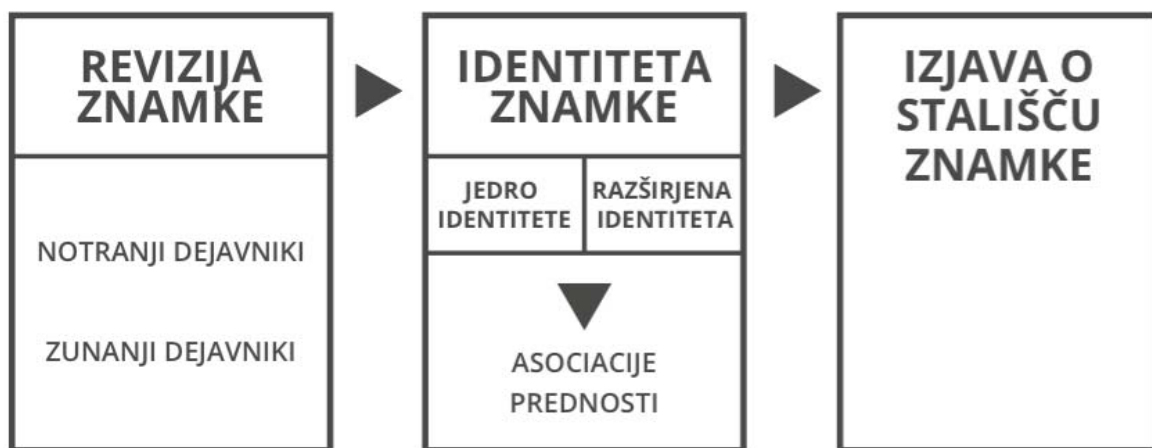 REVIZIJA
ZNAMKE
NOTRANJI DEJAVNIKI
ZUNANJI DEJAVNIKI
IDENTITETA
ZNAMKE
JEDRO
IDENTITETE
RAZŠIRJENA
IDENTITETA
ASOCIACIJE
PREDNOSTI
IZJAVA O
STALIŠČU
ZNAMKE